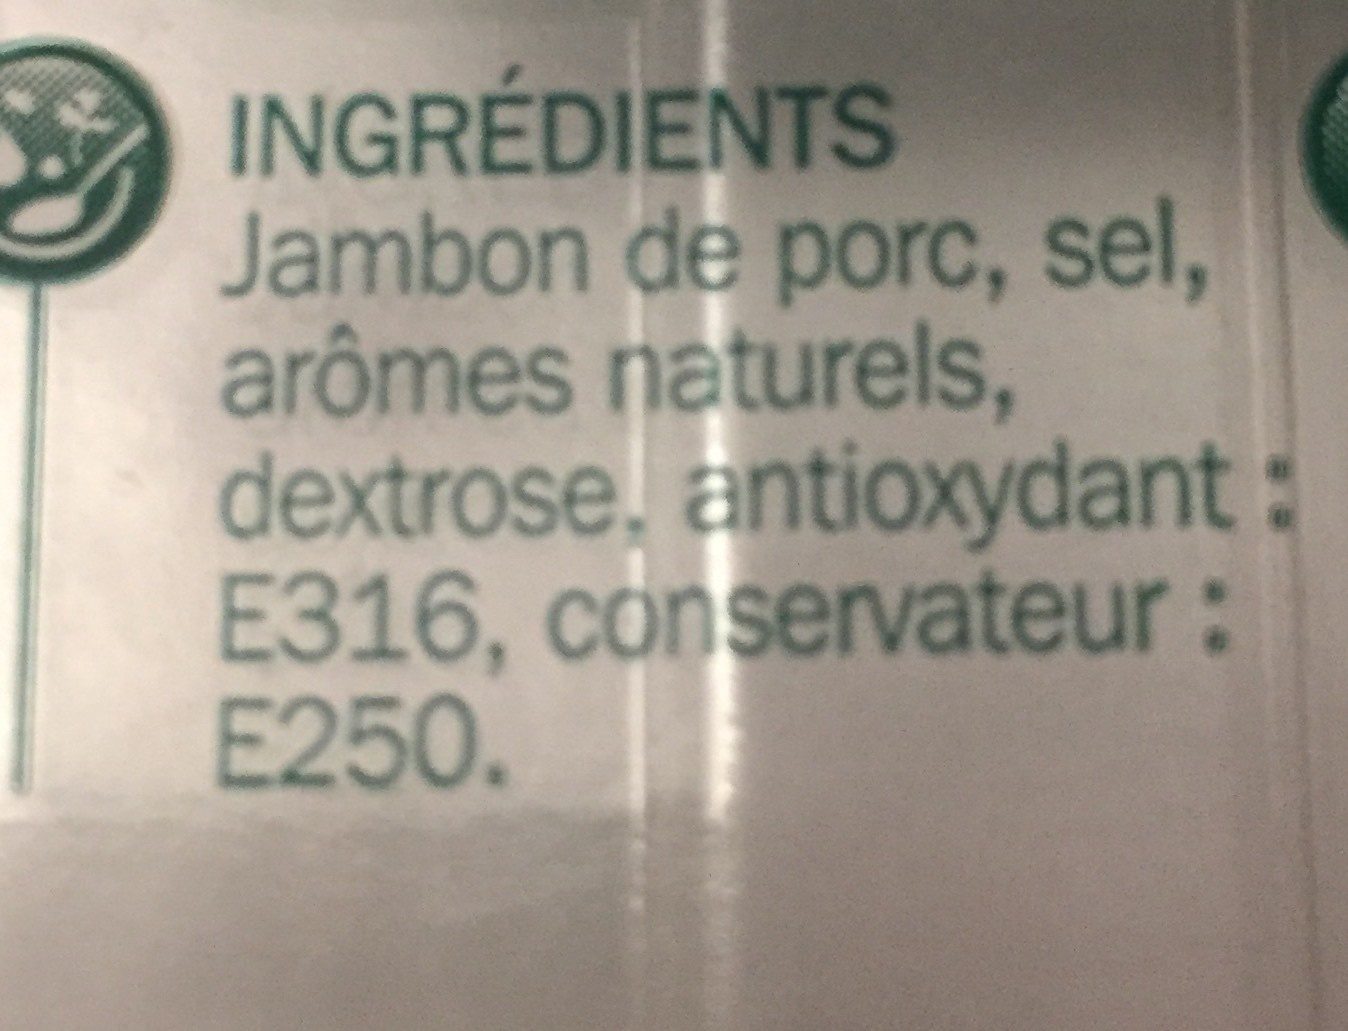 INGRÉDIENTS
Jambon de porc, sel,
arômes naturels,
dextrose, antioxydant :
E316, conservateur :
E250.